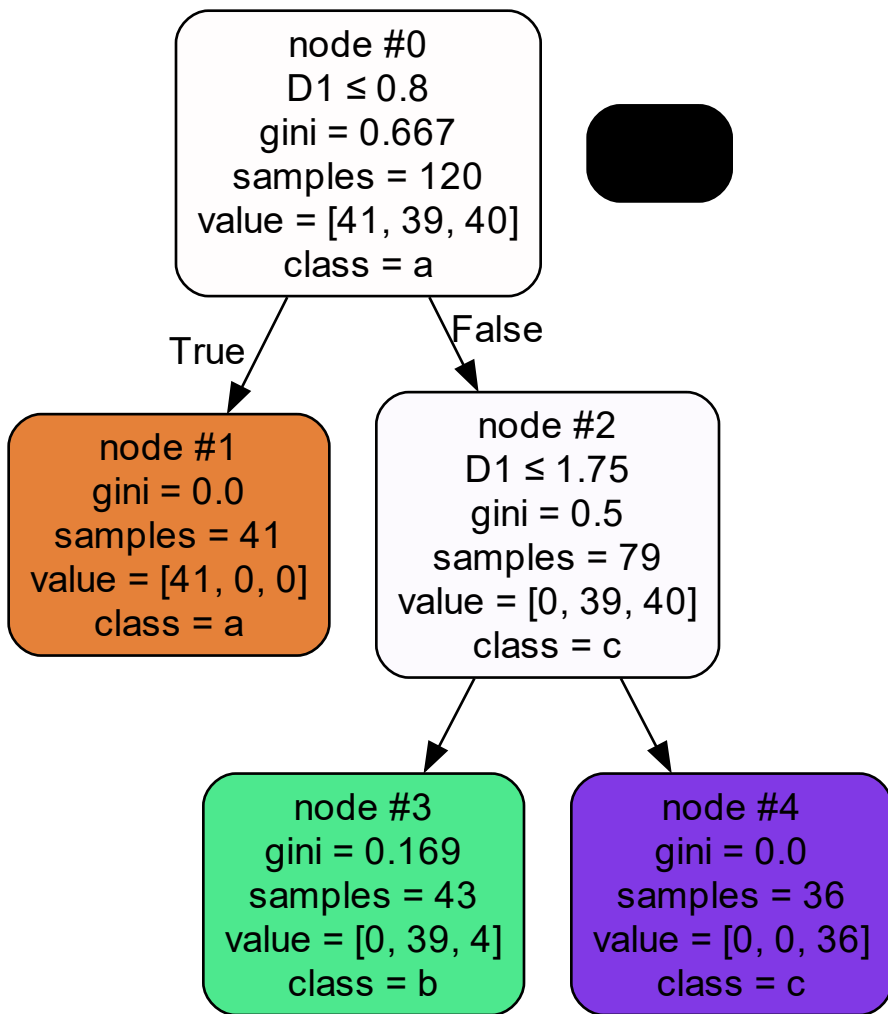 node #0
D1 ≤ 0.8
gini = 0.667
samples = 120
value = [41, 39, 40]
class = a
True
False
node #1
gini = 0.0
samples = 41
value = [41, 0, 0]
class = a
node #2
D1 ≤ 1.75
gini = 0.5
samples = 79
value = [0, 39, 40]
class = c
node #3
gini = 0.169
samples = 43
value = [0, 39, 4]
class = b
node #4
gini = 0.0
samples = 36
value = [0, 0, 36]
class = c